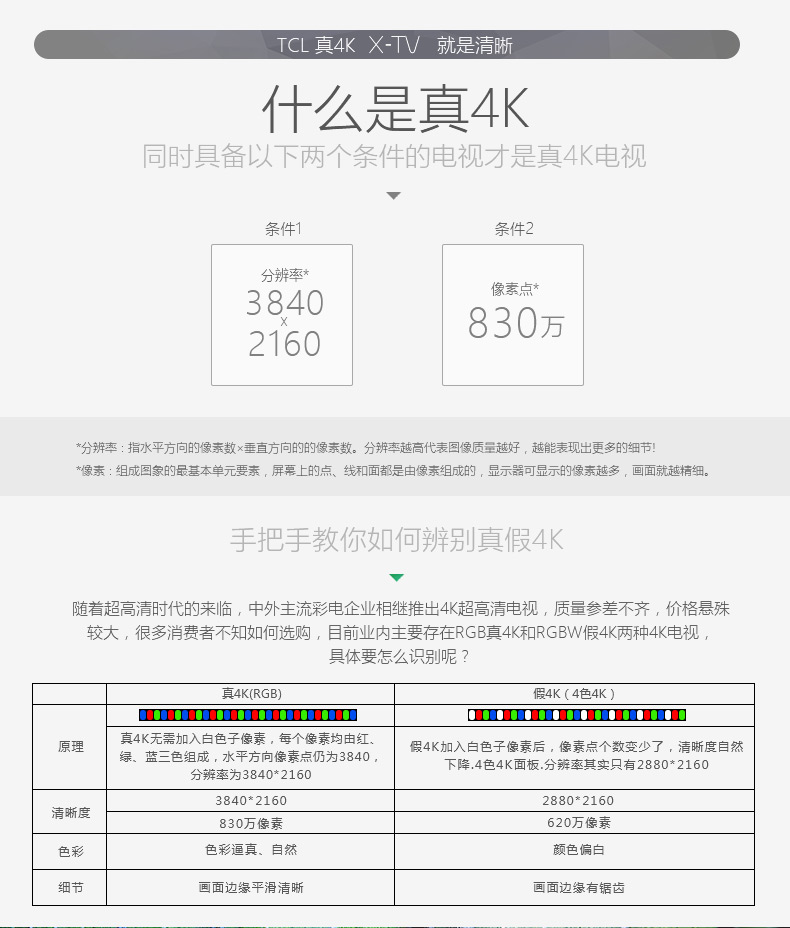 TCL 真4K X-TV 就是清晰
什么是真4K
同时具备以下两个条件的电视才是真4K电视
条件1
条件2
分辨率*
3840
x
2160
像素点*
830万
*分辨率：指水平方向的像素数×垂直方向的的像素数。分辨率越高代表图像质量越好，越能表现出更多的细节!
*像素：组成图象的最基本单元要素，屏幕上的点、线和面都是由像素组成的，显示器可显示的像素越多，画面就越精细。
手把手教你如何辨别真假4K
随着超高清时代的来临，中外主流彩电企业相继推出4K超高清电视，质量参差不齐，价格悬殊
较大，很多消费者不知如何选购，目前业内主要存在RGB真4K和RGBW假4K两种4K电视，
具体要怎么识别呢？
真4K(RGB)
假4K（4色4K）
原理
真4K无需加入白色子像素，每个像素均由红、
绿、蓝三色组成，水平方向像素点仍为3840，
分辨率为3840*2160
假4K加入白色子像素后，像素点个数变少了，清晰度自然
下降.4色4K面板.分辨率其实只有2880*2160
清晰度
3840*2160
2880*2160
830万像素
620万像素
色彩
色彩逼真、自然
颜色偏白
细节
画面边缘平滑清晰
画面边缘有锯齿